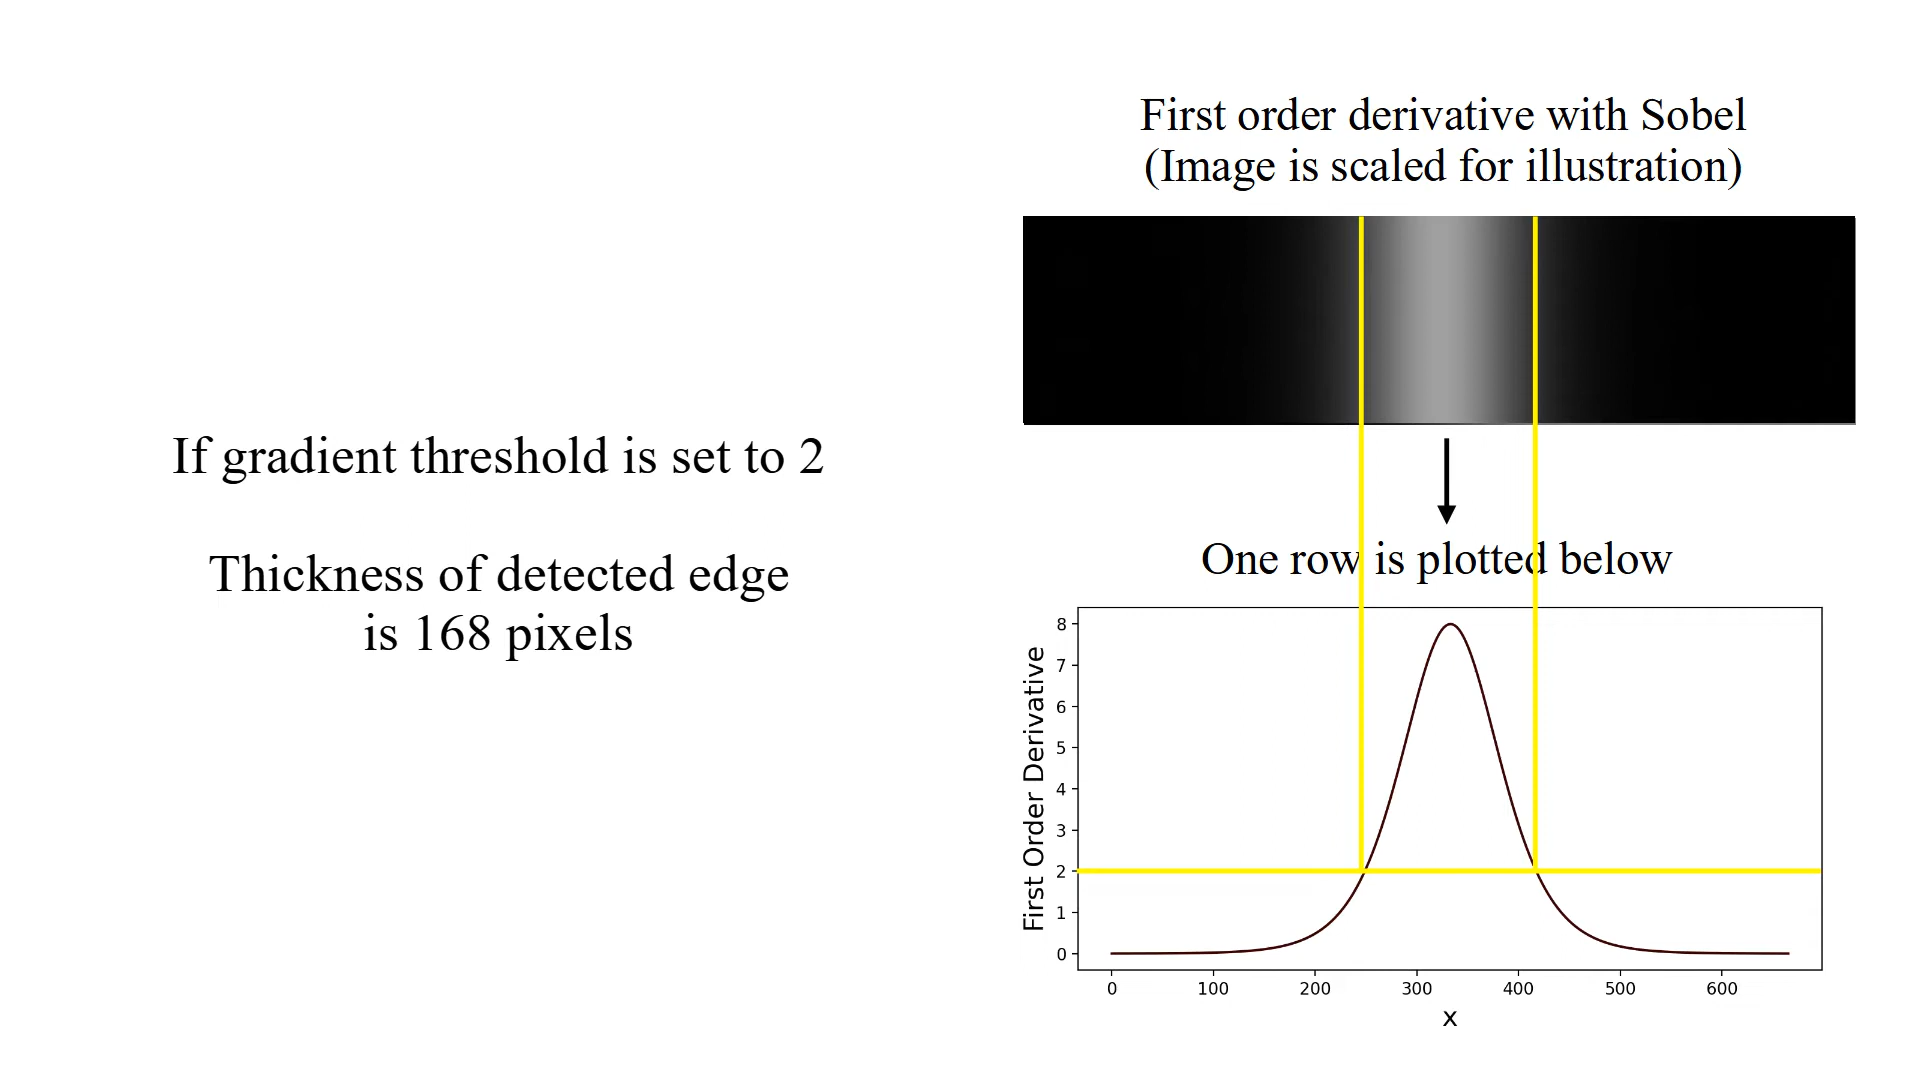 If gradient threshold is set to 2
Thickness of detected edge
is 168 pixels
First order derivative with Sobel
(Image is scaled for illustration)
One row is plotted below
First Order Derivative
8
7
6
5
4
3
2
1
0
0 100 200 300 400 500 600
x